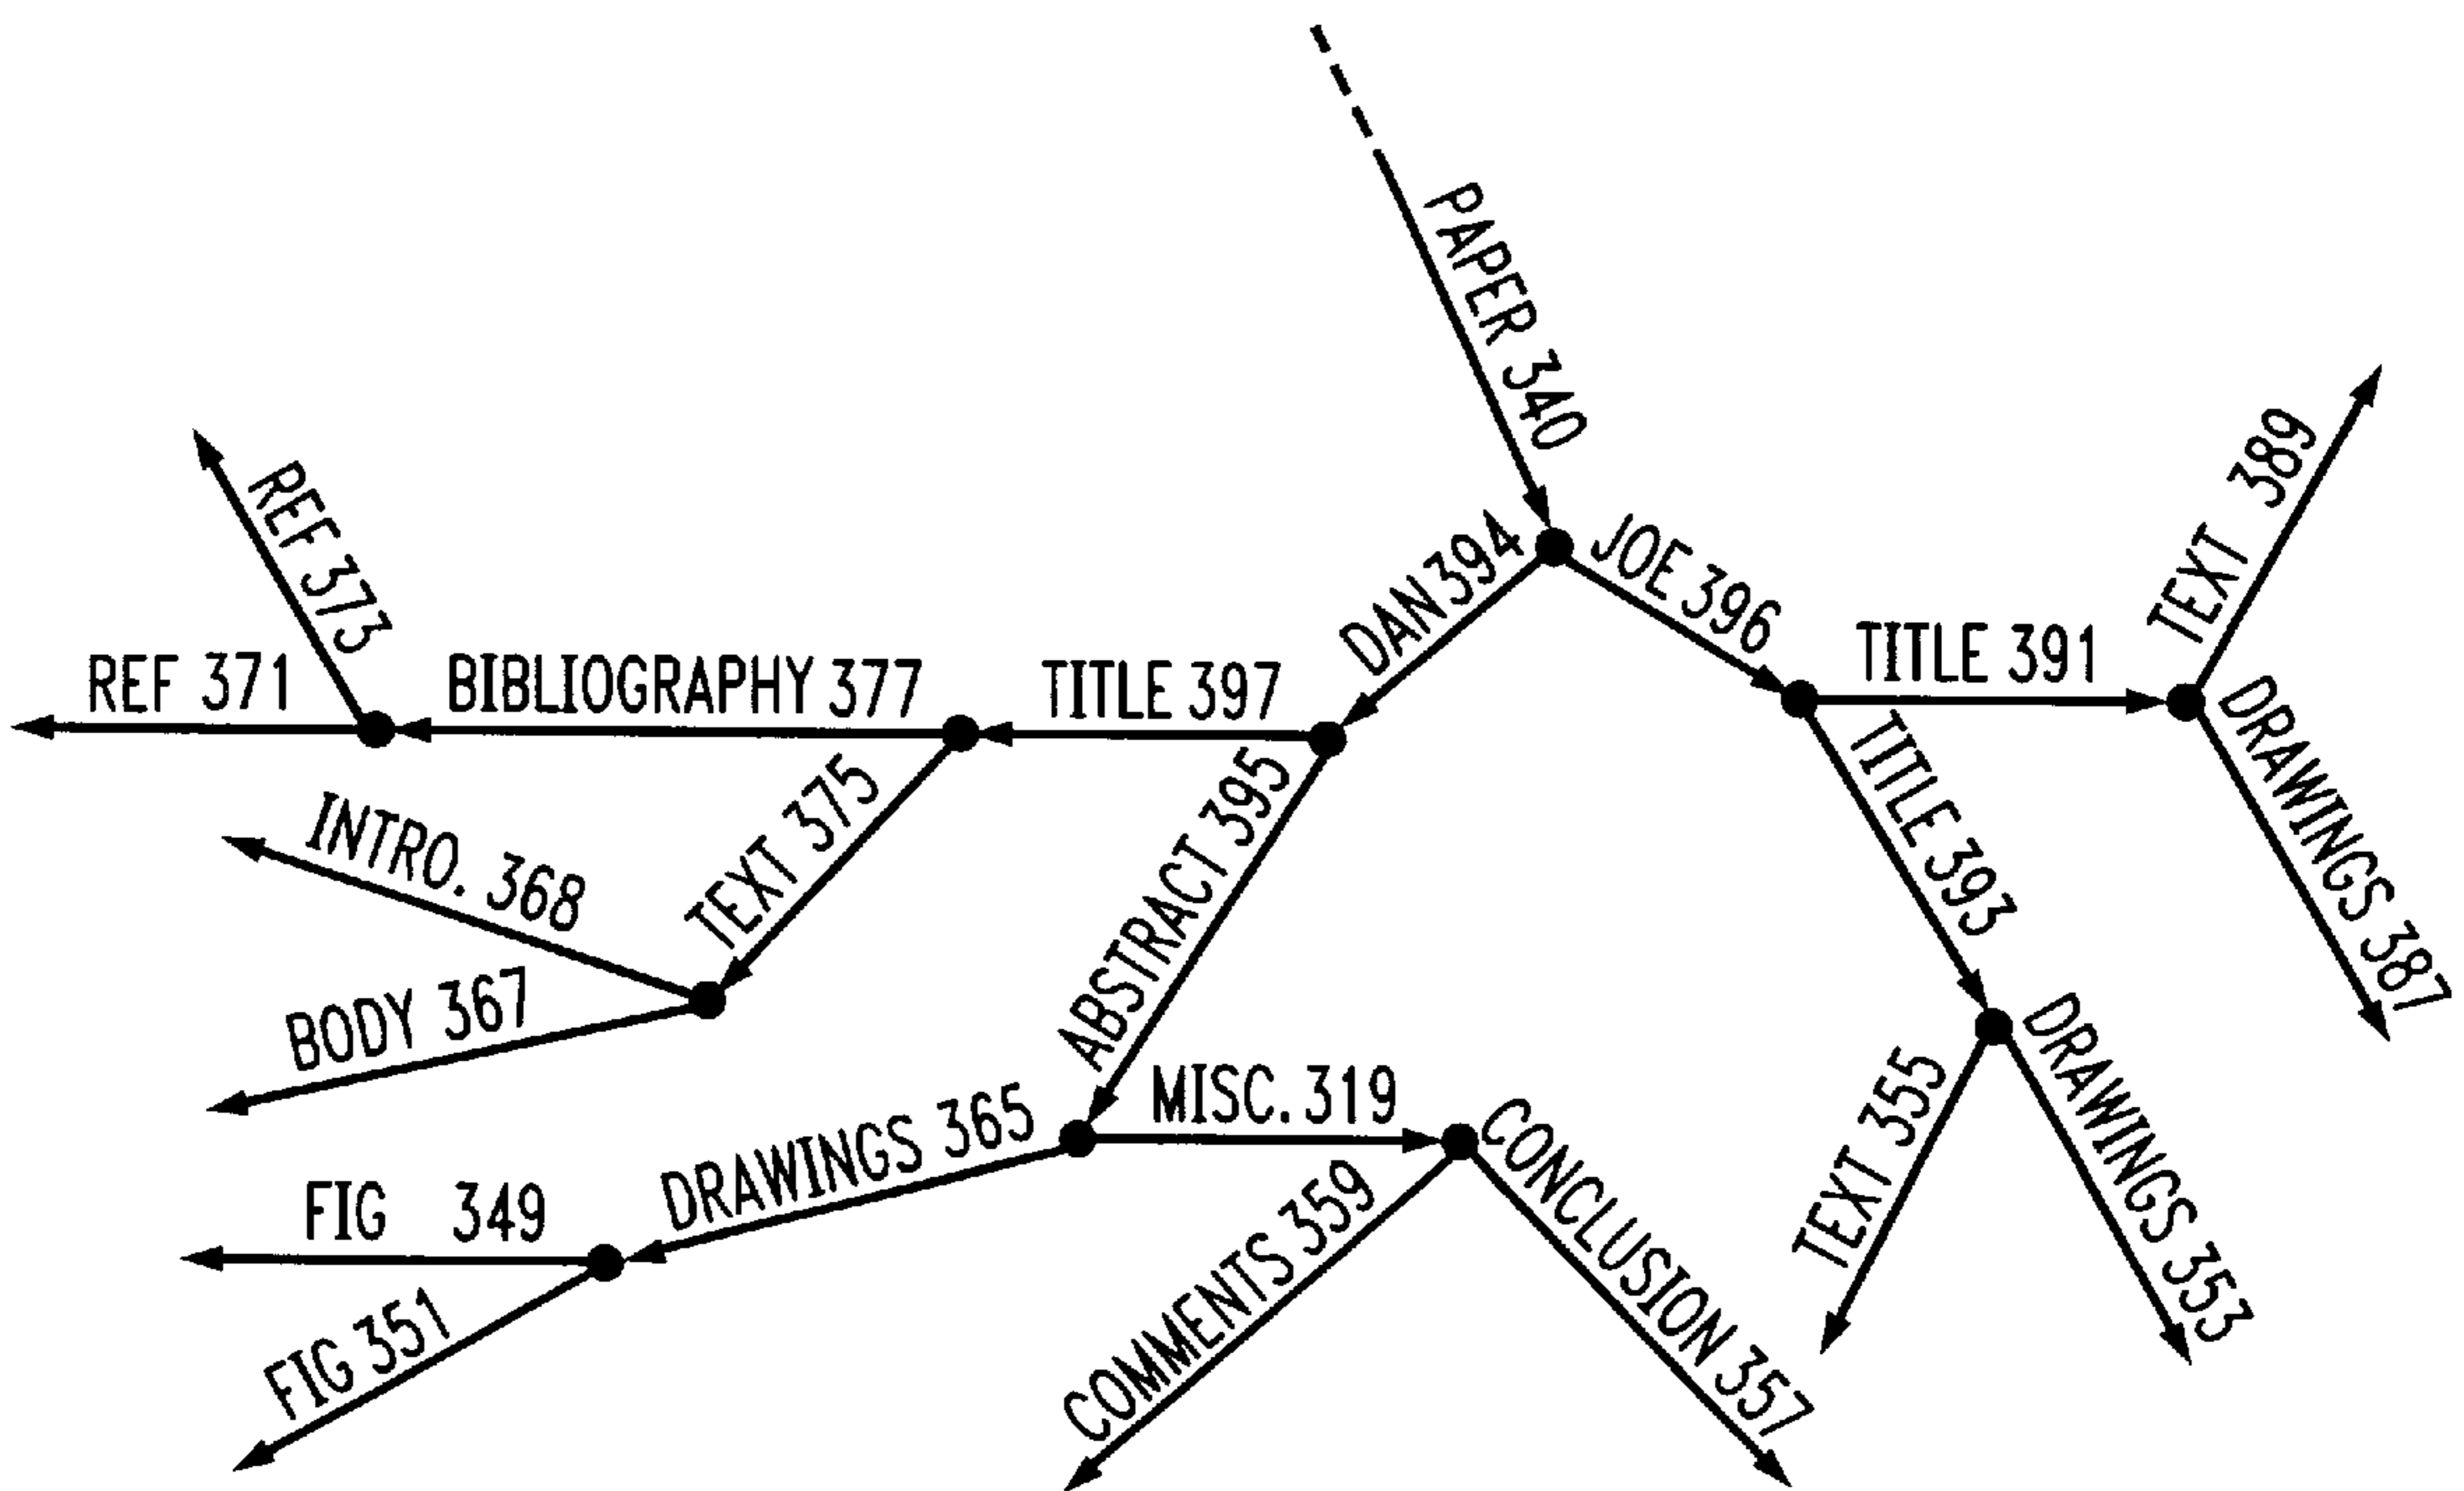 PAPER 340
DAN 394
JOE 396
TITLE 391
TEXT 389
DRAWINGS 387
TITLE 393
TEXT 355
DRAWINGS 353
TITLE 397
BIBLIOGRAPHY 377
REF 373
REF 371
TEXT 375
INTRO. 368
BODY 367
ABSTRACT 395
MISC. 319
DRAWINGS 365
FIG 349
FIG 351
COMMENTS 359
CONCLUSION 357